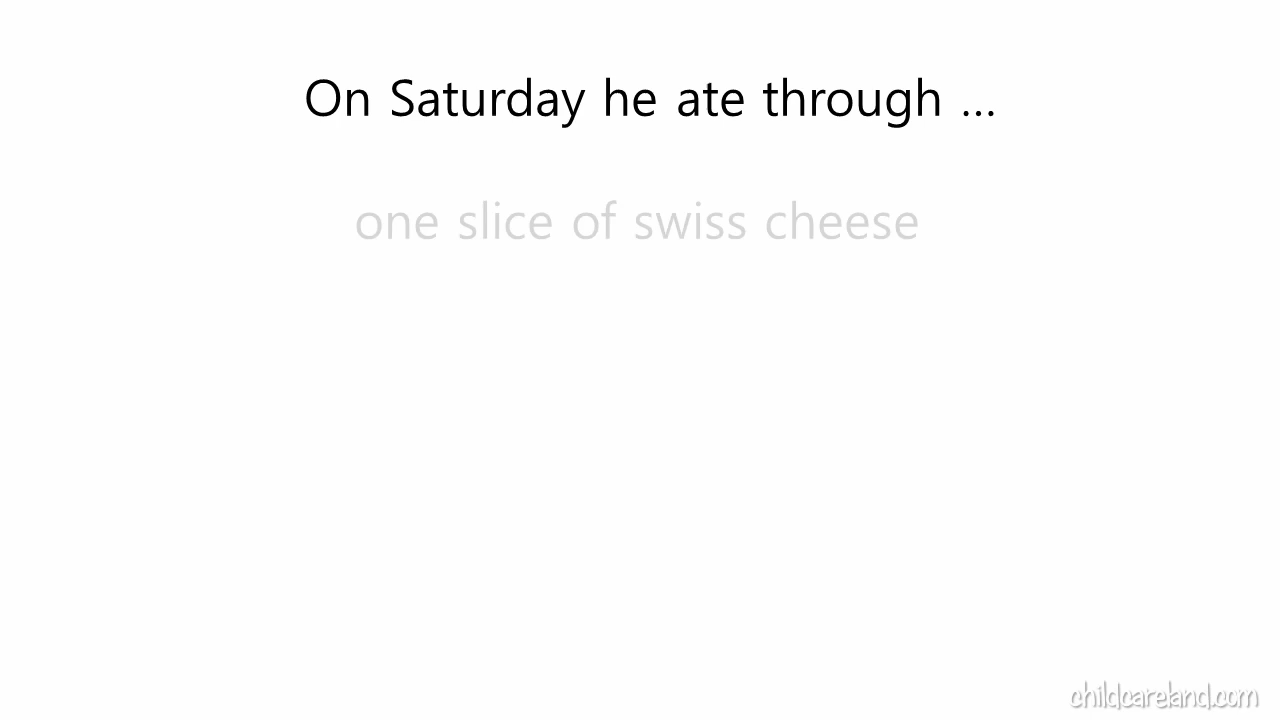 On Saturday he ate through ...
one slice of swiss cheese
childcareland.com